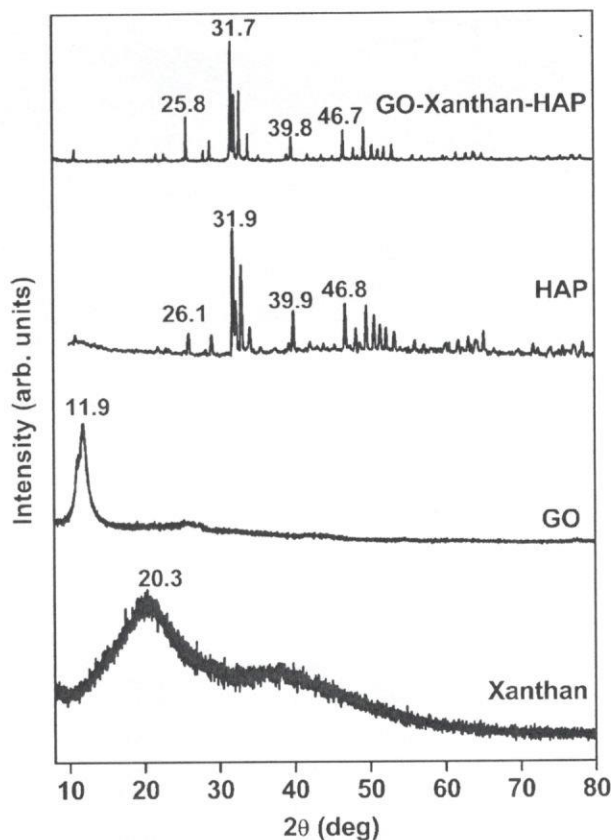 31.7
25.8
GO-Xanthan-HAP
39.8
46.7
31.9
HAP
26.1
39.9
46.8
11.9
GO
20.3
Xanthan
Intensity (arb. units)
10 20 30 40 50 60 70 80
2θ (deg)